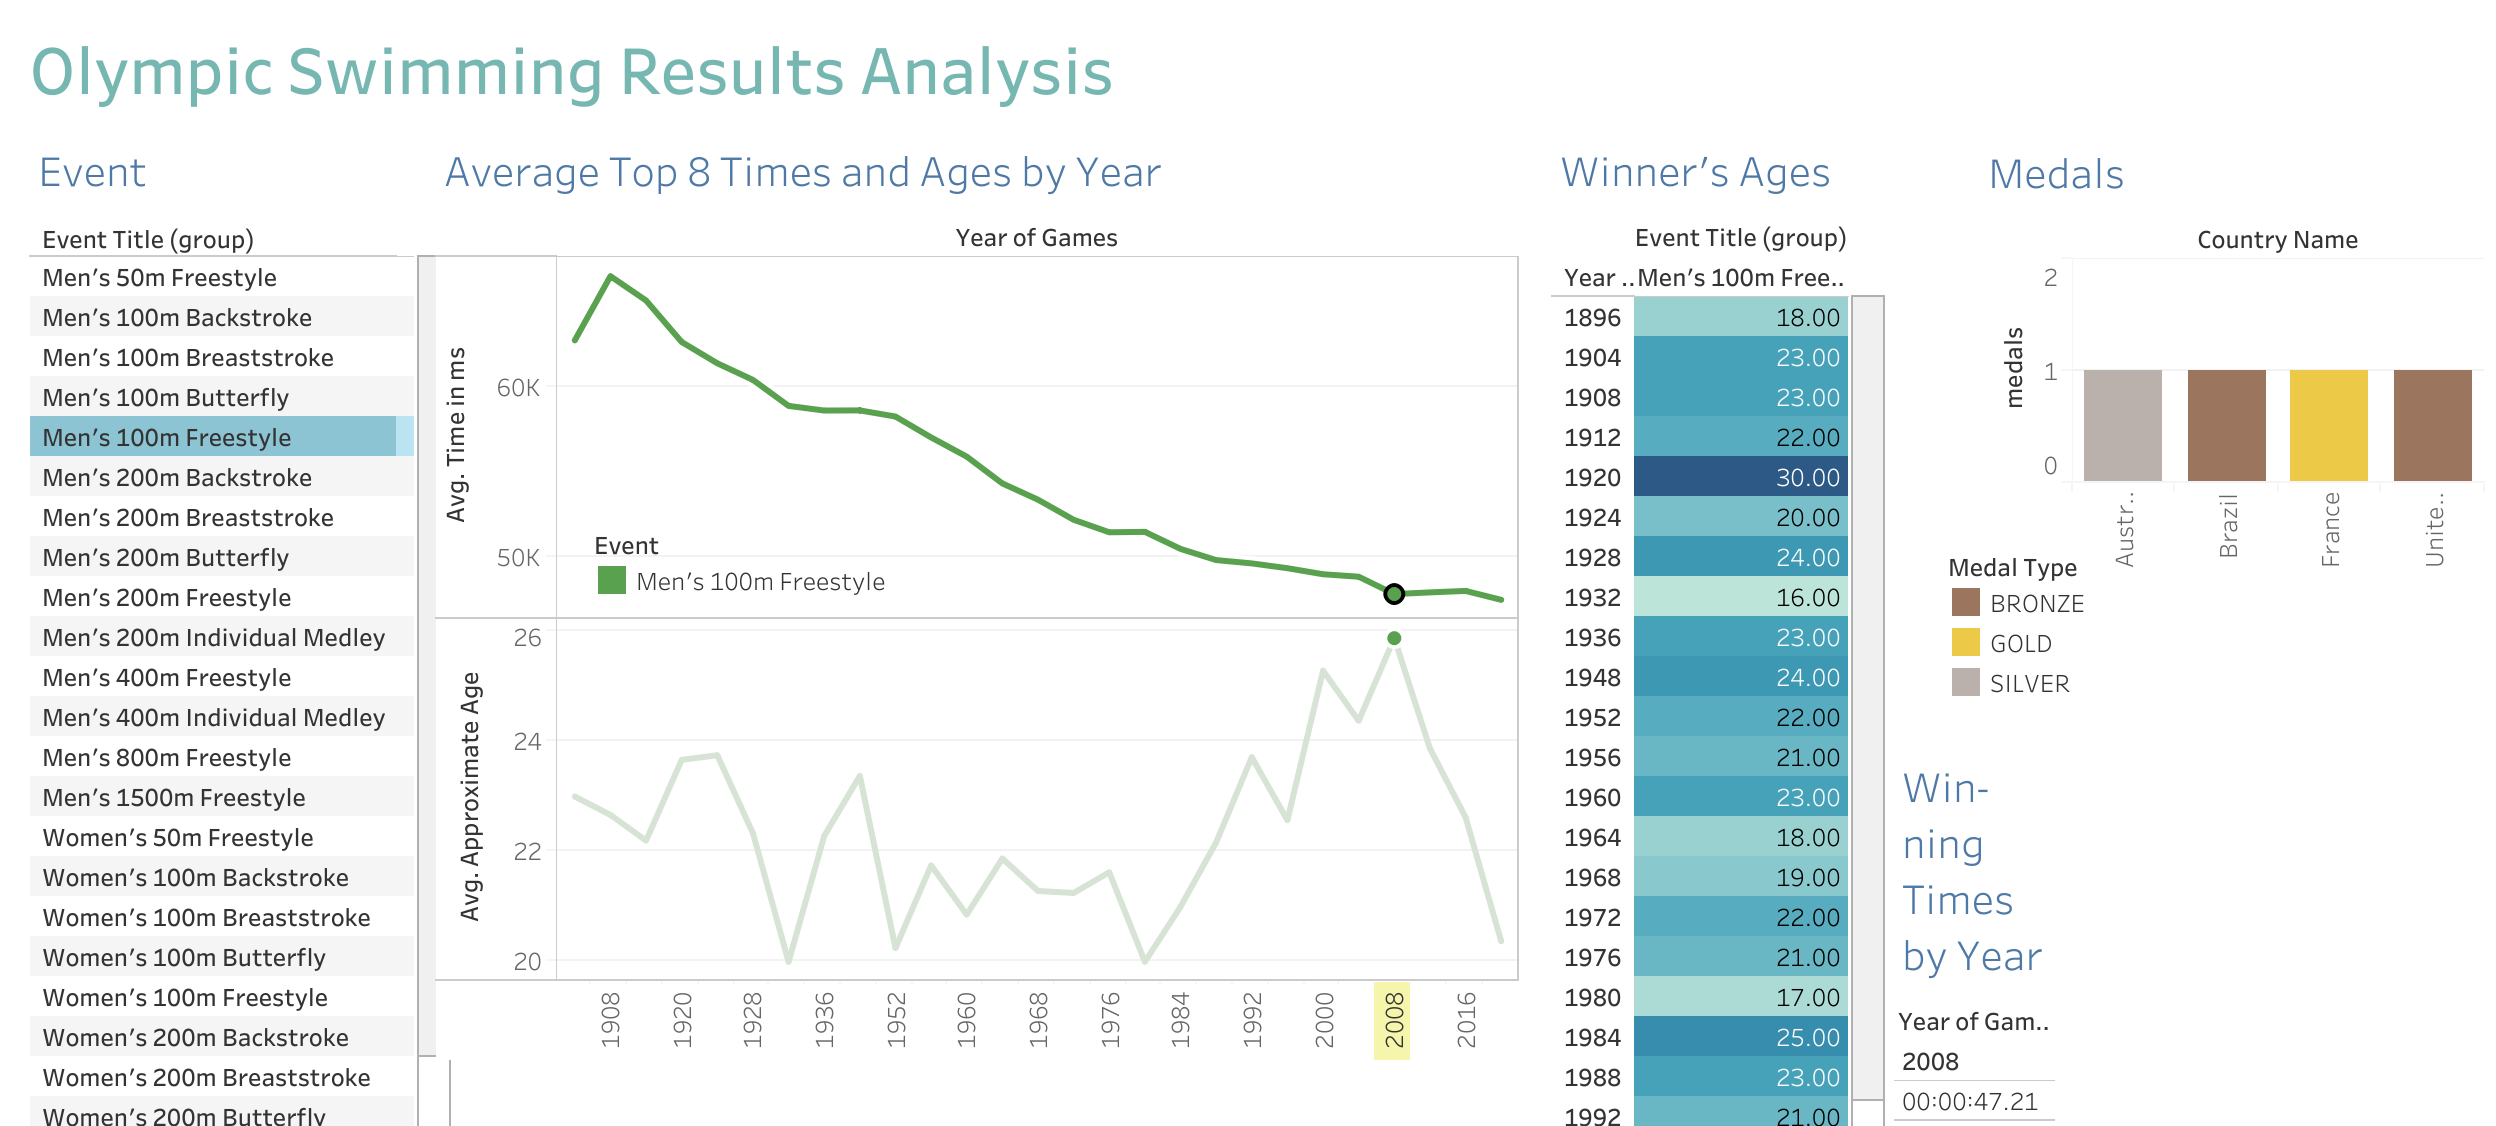 Olympic Swimming Results Analysis
Event
Event Title (group)
Men's 50m Freestyle
Men's 100m Backstroke
Men's 100m Breaststroke
Men's 100m Butterfly
Men's 100m Freestyle
Men's 200m Backstroke
Men's 200m Breaststroke
Men's 200m Butterfly
Men's 200m Freestyle
Men's 200m Individual Medley
Men's 400m Freestyle
Men's 400m Individual Medley
Men's 800m Freestyle
Men's 1500m Freestyle
Women's 50m Freestyle
Women's 100m Backstroke
Women's 100m Breaststroke
Women's 100m Butterfly
Women's 100m Freestyle
Women's 200m Backstroke
Women's 200m Breaststroke
Women's 200m Butterfly
Average Top 8 Times and Ages by Year
Year of Games
Avg. Time in ms
60K
50K
Event
Men's 100m Freestyle
Avg. Approximate Age
26
24
22
20
1908
1920
1928
1936
1952
1960
1968
1976
1984
1992
2000
2008
2016
Winner's Ages
Event Title (group)
Year .. Men's 100m Free..
1896 18.00
1904 23.00
1908 23.00
1912 22.00
1920 30.00
1924 20.00
1928 24.00
1932 16.00
1936 23.00
1948 24.00
1952 22.00
1956 21.00
1960 23.00
1964 18.00
1968 19.00
1972 22.00
1976 21.00
1980 17.00
1984 25.00
1988 23.00
1992 21.00
Medals
Country Name
medals
2
1
0
Austr..
Brazil
France
Unite..
Medal Type
BRONZE
GOLD
SILVER
Win-
ning
Times
by Year
Year of Gam..
2008
00:00:47.21